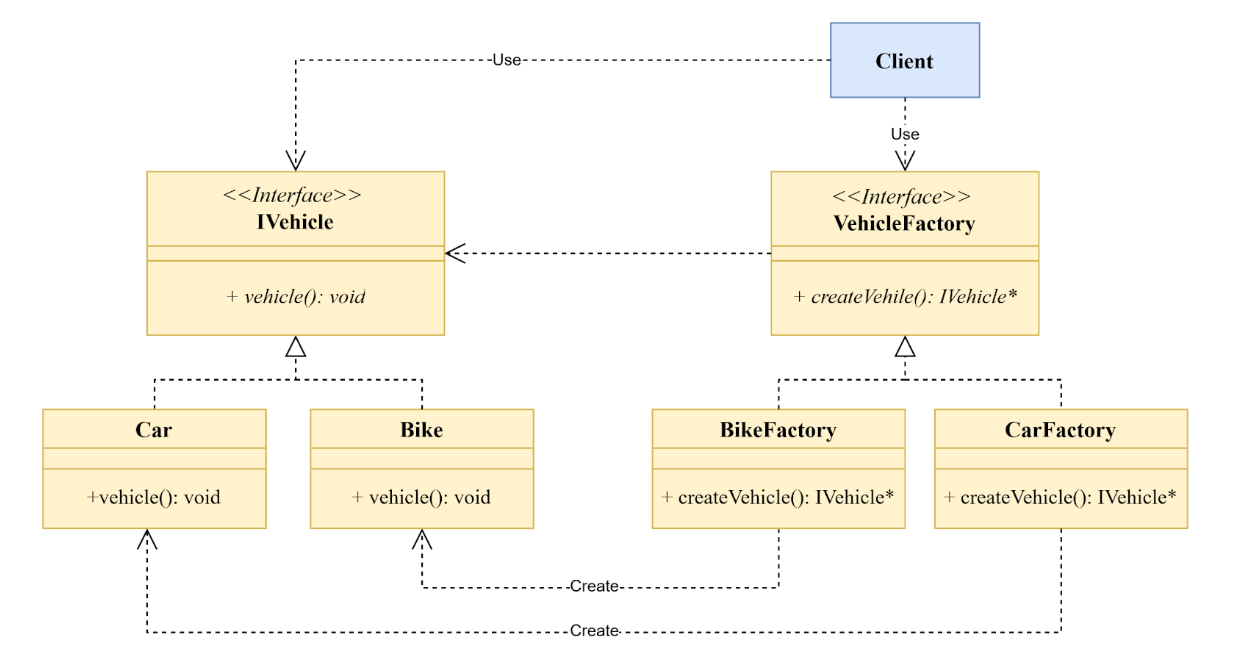 Client
Use
Use
<<Interface>>
IVehicle
+ vehicle(): void
<<Interface>>
VehicleFactory
+ createVehile(): IVehicle*
Car
+vehicle(): void
Bike
+ vehicle(): void
BikeFactory
+ createVehicle(): IVehicle*
CarFactory
+ createVehicle(): IVehicle*
Create
Create